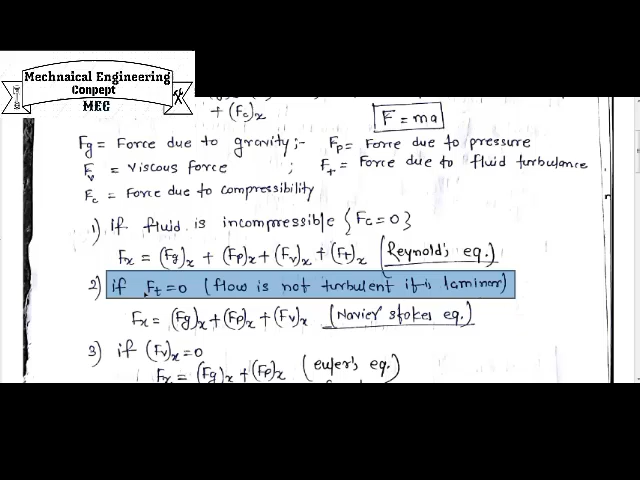 Mechnaical Engineering
Conpept
MEC
+ (Fc)x
F = ma
Fg = Force due to gravity;- Fp = Force due to pressure
Fv = Viscous force ; Ft = Force due to fluid turbulance
Fc = Force due to compressibility
1) if fluid is incompressible {Fc=0}
Fx = (Fg)x + (Fp)x + (Fv)x + (Ft)x (Reynold's eq.)
2) if Ft=0 (flow is not turbulent it is laminar)
Fx = (Fg)x + (Fp)x + (Fv)x (Navier stokes eq.)
3) if (Fv)x=0
Fx = (Fg)x + (Fp)x (euler's eq.)